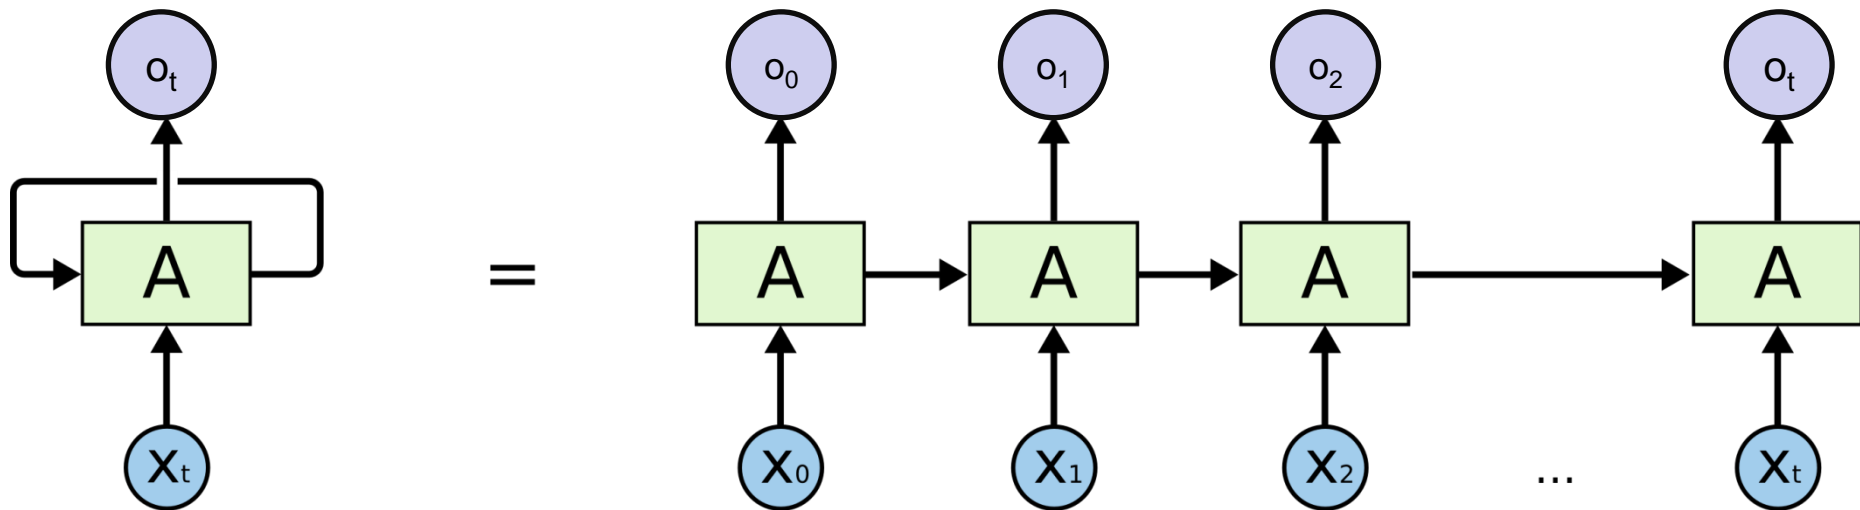 oₜ o₀ o₁ o₂ oₜ
A = A A A A
Xₜ X₀ X₁ X₂ ... Xₜ